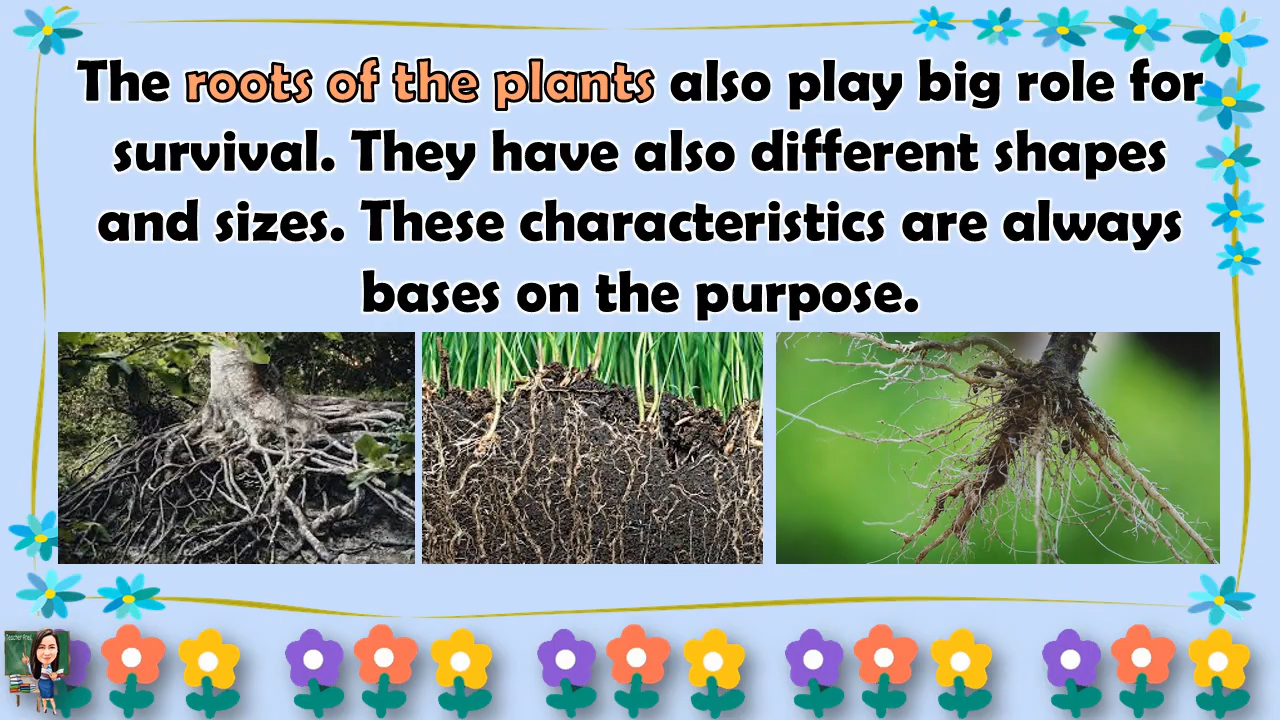 The roots of the plants also play big role for
survival. They have also different shapes
and sizes. These characteristics are always
bases on the purpose.